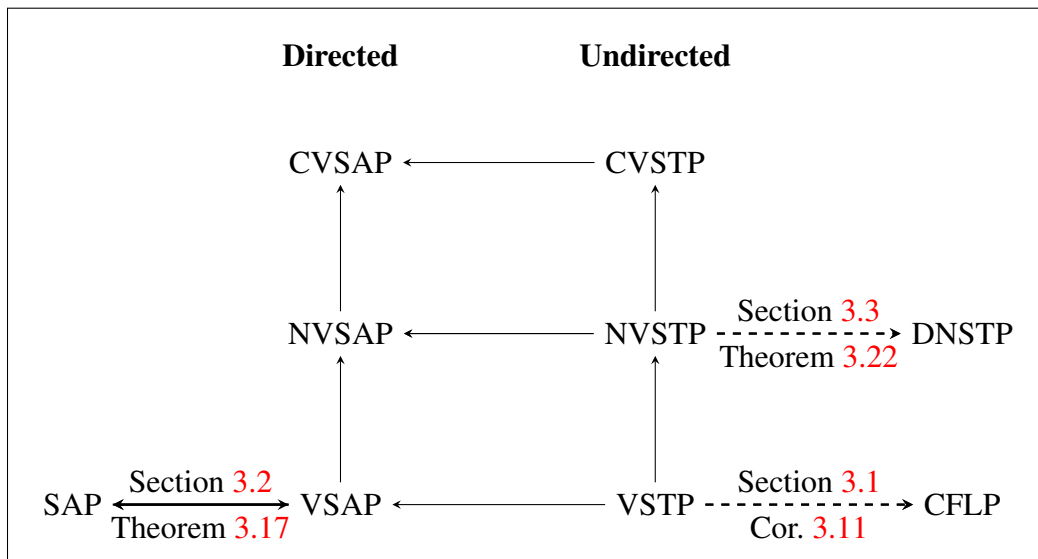 Directed Undirected
CVSAP CVSTP
Section 3.3
NVSAP NVSTP DNSTP
Theorem 3.22
Section 3.2 Section 3.1
SAP VSAP VSTP CFLP
Theorem 3.17 Cor. 3.11